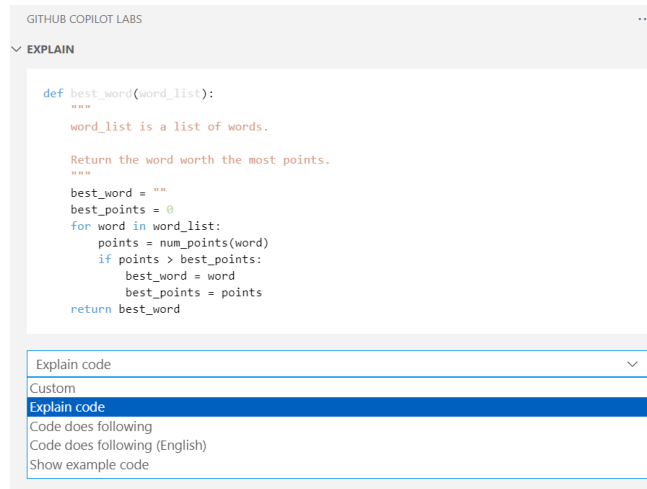 GITHUB COPILOT LABS ...
EXPLAIN
def best_word(word_list):
"""
word_list is a list of words.
Return the word worth the most points.
"""
best_word = ""
best_points = 0
for word in word_list:
points = num_points(word)
if points > best_points:
best_word = word
best_points = points
return best_word
Explain code
Custom
Explain code
Code does following
Code does following (English)
Show example code